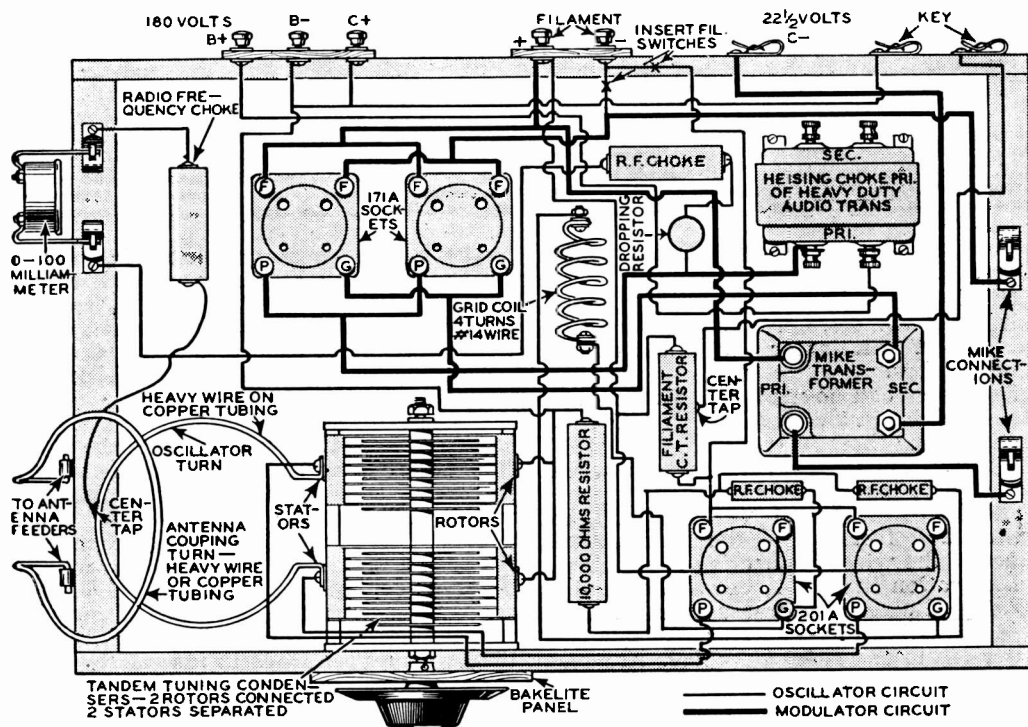 180 VOLTS
B+
B-
C+
FILAMENT
+
-
INSERT FIL.
SWITCHES
22½ VOLTS
C-
KEY
RADIO FRE-
QUENCY CHOKE
R.F. CHOKE
SEC.
HEISING CHOKE PRI.
OF HEAVY DUTY
AUDIO TRANS
PRI.
F
F
F
F
171A
SOCK-
ETS
P
G
P
G
DROPPING
RESISTOR
0-100
MILLIAM-
METER
GRID COIL
4 TURNS
#14 WIRE
MIKE
TRANS-
FORMER
PRI.
SEC.
MIKE
CONNECT-
IONS
FILIAMENT
C.T. RESISTOR
CEN-
TER
TAP
HEAVY WIRE ON
COPPER TUBING
OSCILLATOR
TURN
TO ANT-
ENNA
FEEDERS
CEN-
TER
TAP
STAT-
ORS
ROTORS
ANTENNA
COUPING
TURN-
HEAVY WIRE
OR COPPER
TUBING
10,000 OHMS RESISTOR
R.F. CHOKE
R.F. CHOKE
F
F
F
F
P
G
P
G
201A
SOCKETS
TANDEM TUNING CONDEN-
SERS-2 ROTORS CONNECTED
2 STATORS SEPARATED
BAKELITE
PANEL
OSCILLATOR CIRCUIT
MODULATOR CIRCUIT